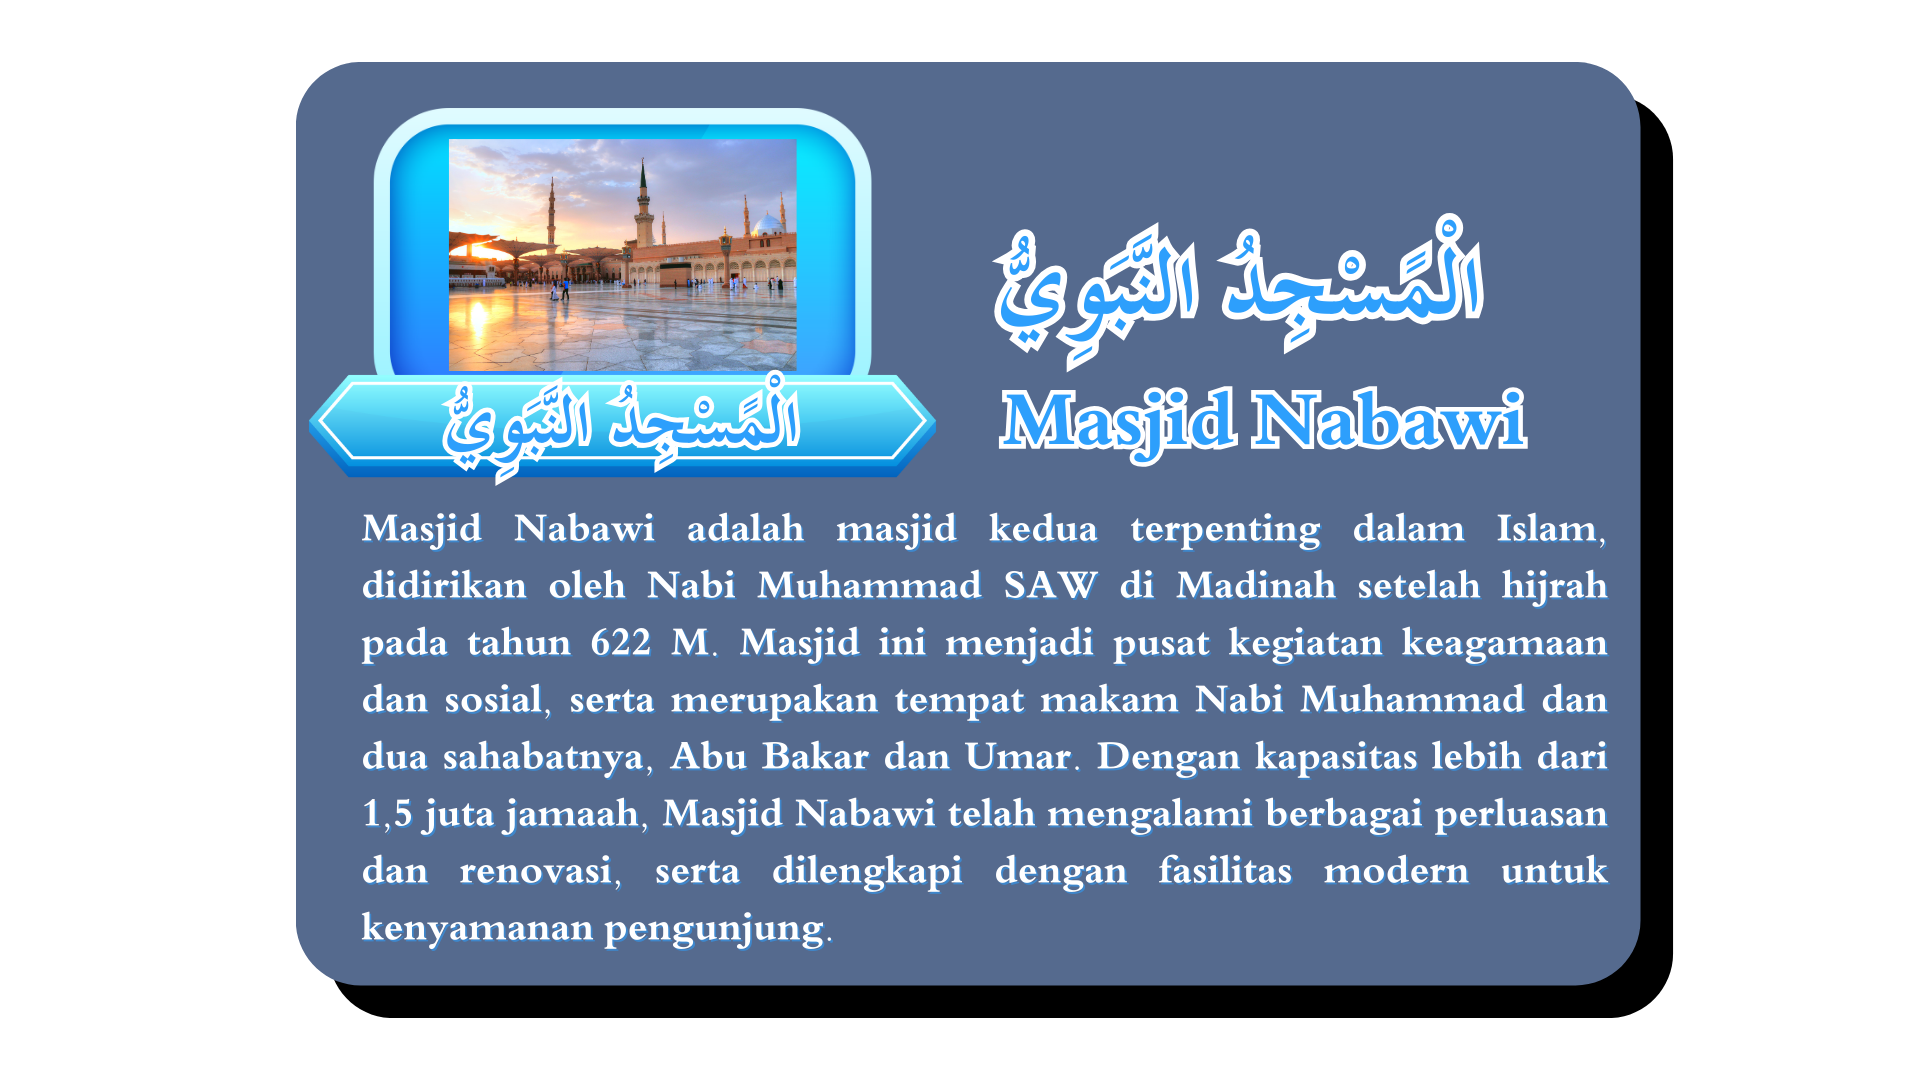 الْمًسْجِدُ النَّبَوِيُّ
الْمًسْجِدُ النَّبَوِيُّ
Masjid Nabawi
Masjid Nabawi adalah masjid kedua terpenting dalam Islam,
didirikan oleh Nabi Muhammad SAW di Madinah setelah hijrah
pada tahun 622 M. Masjid ini menjadi pusat kegiatan keagamaan
dan sosial, serta merupakan tempat makam Nabi Muhammad dan
dua sahabatnya, Abu Bakar dan Umar. Dengan kapasitas lebih dari
1,5 juta jamaah, Masjid Nabawi telah mengalami berbagai perluasan
dan renovasi, serta dilengkapi dengan fasilitas modern untuk
kenyamanan pengunjung.